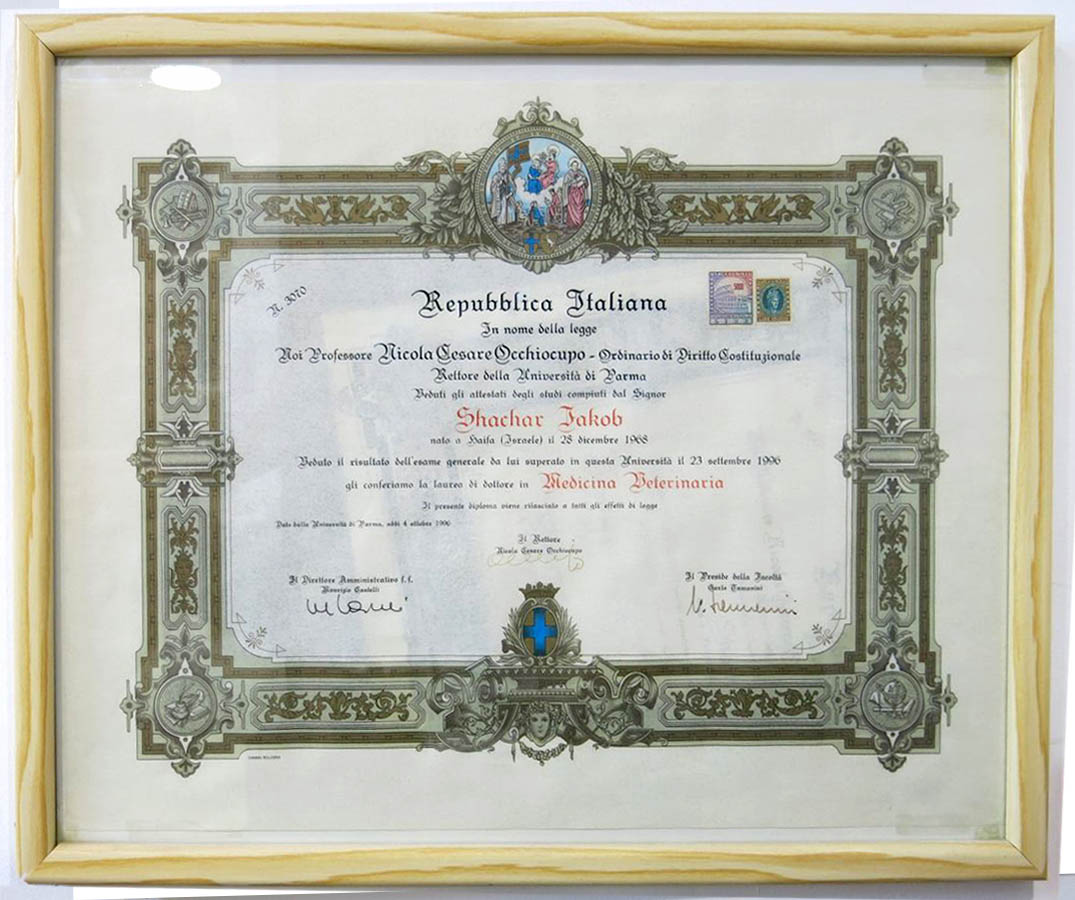 N. 3070
Repubblica Italiana
In nome della legge
Noi Professore Nicola Cesare Occhiocupo - Ordinario di Diritto Costituzionale
Rettore della Università di Parma
Veduti gli attestati degli studi compiuti dal Signor
Shachar Jakob
nato a Haifa (Israele) il 28 dicembre 1968
Veduto il risultato dell'esame generale da lui superato in questa Università il 23 settembre 1996
gli conferiamo la laurea di dottore in Medicina Veterinaria
Il presente diploma viene rilasciato a tutti gli effetti di legge
Dato dalla Università di Parma, addì 4 ottobre 1996
Il Rettore
Nicola Cesare Occhiocupo
Il Direttore Amministrativo f.f.
Maurizio
Il Preside della Facoltà
Carlo Tamanini